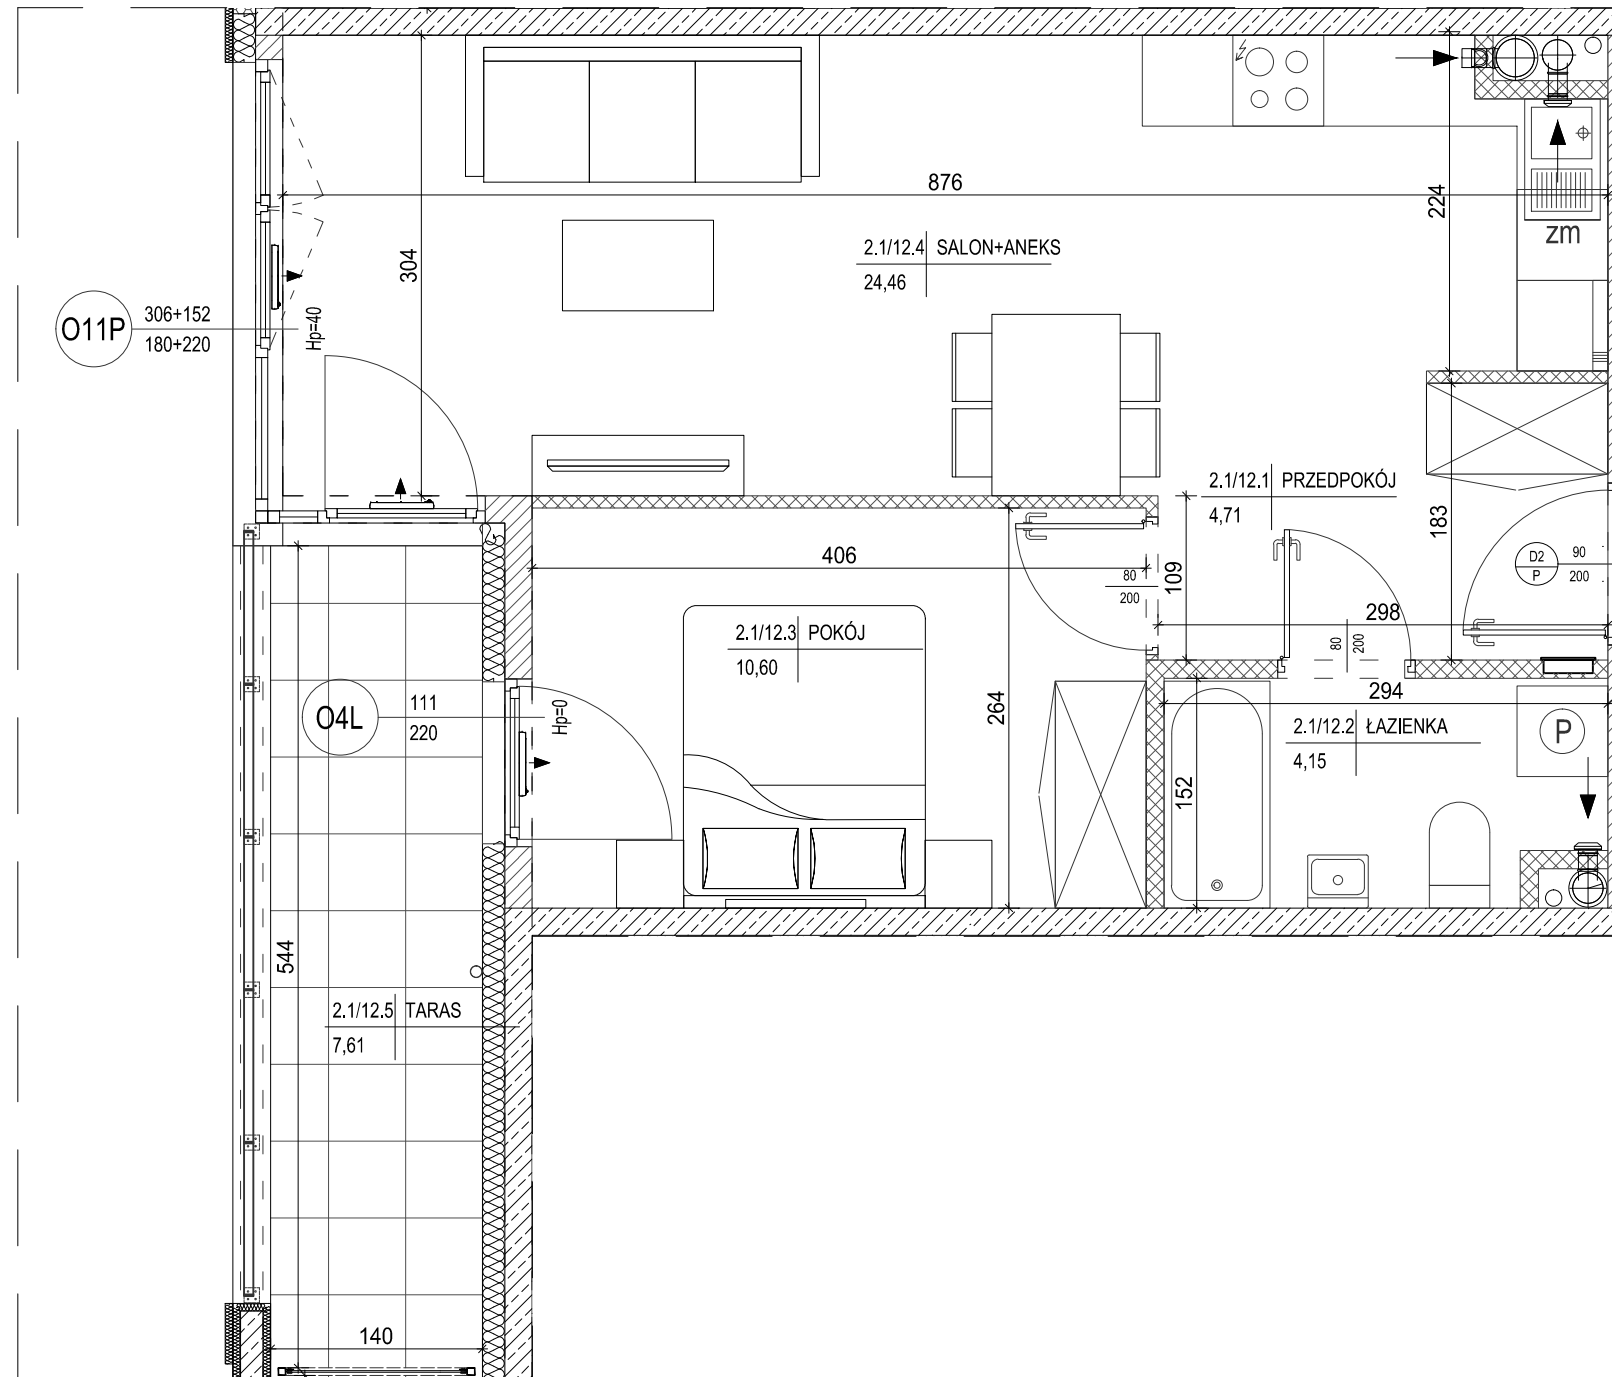 876
224
zm
2.1/12.4 SALON+ANEKS
24,46
304
O11P
306+152
180+220
Hp=40
2.1/12.1 PRZEDPOKÓJ
4,71
183
D2
P
90
200
406
80
200
109
298
80
200
2.1/12.3 POKÓJ
10,60
264
294
O4L
111
220
Hp=0
2.1/12.2 ŁAZIENKA
4,15
P
152
544
2.1/12.5 TARAS
7,61
140